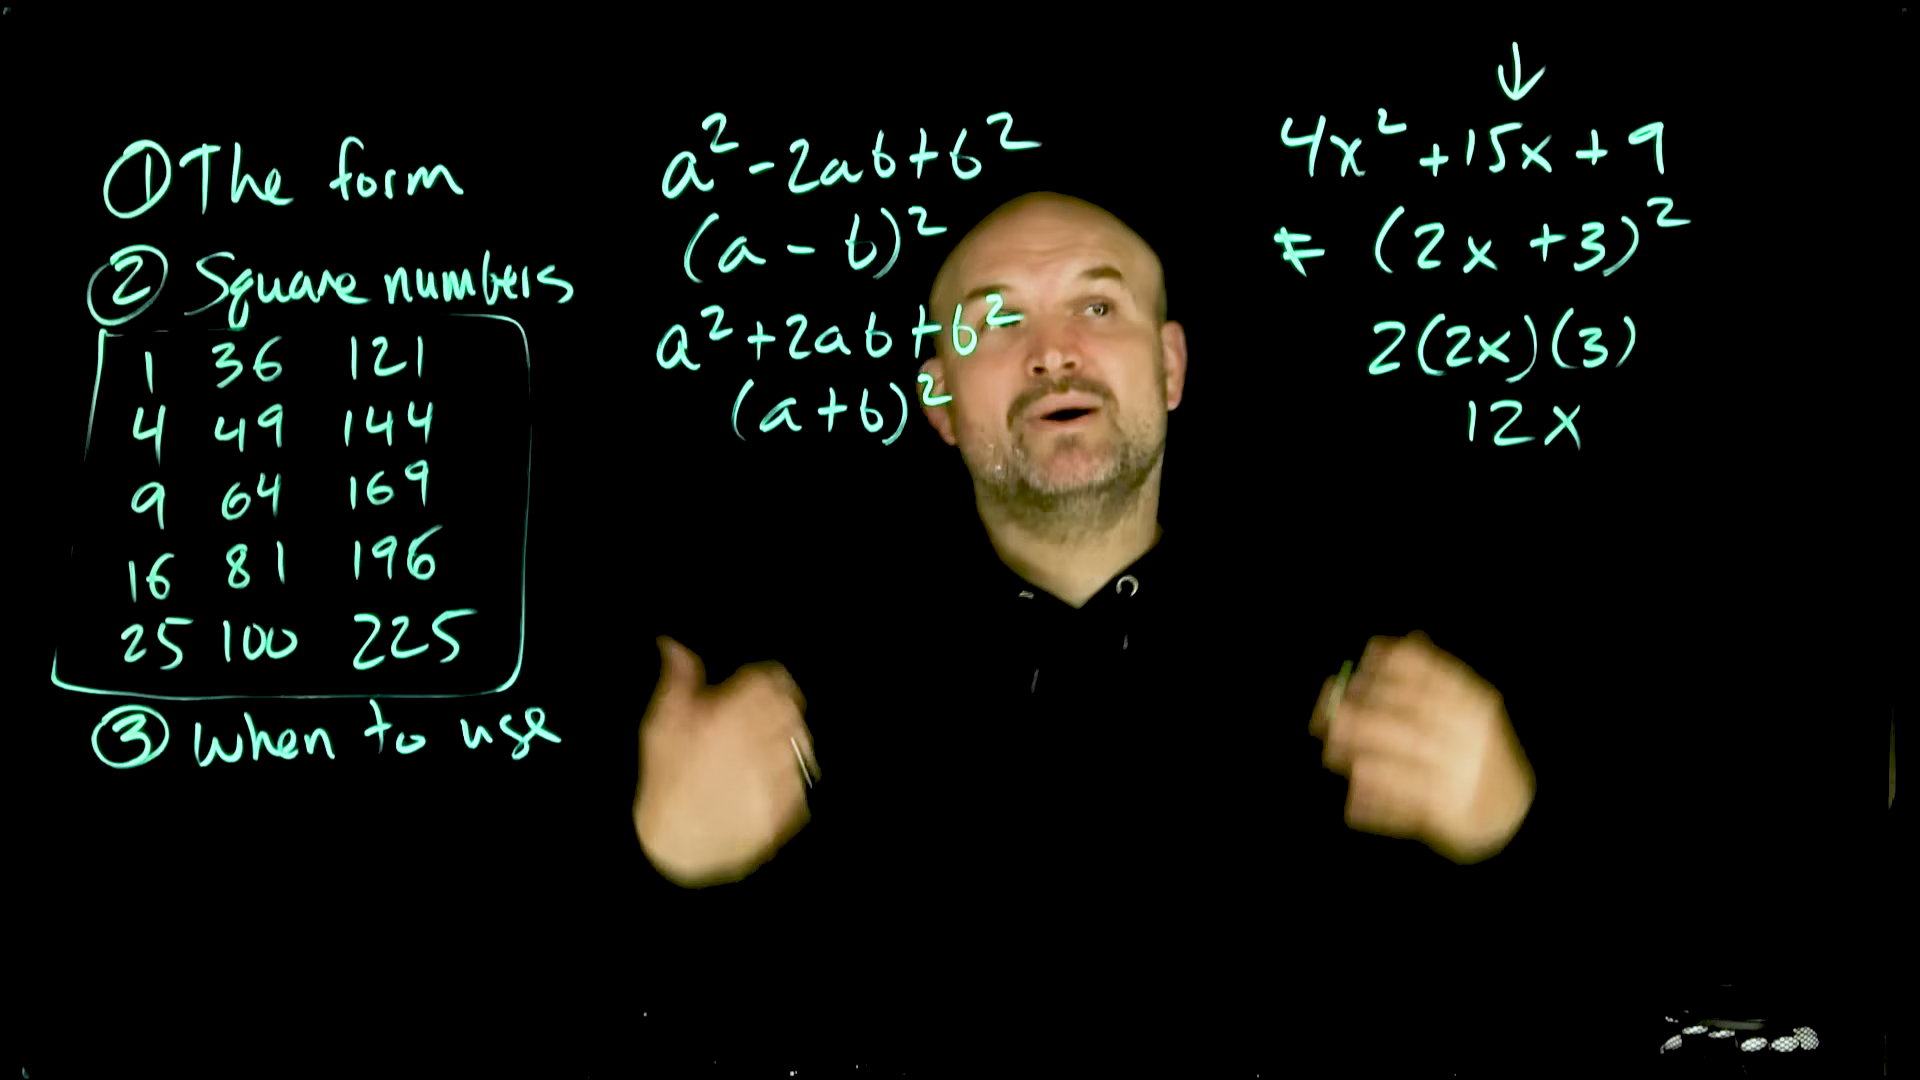 ① The form
② Square numbers
1 36 121
4 49 144
9 64 169
16 81 196
25 100 225
③ when to use
a² - 2ab + b²
(a - b)²
a² + 2ab + b²
(a + b)²
4x² + 15x + 9
≠ (2x + 3)²
2(2x)(3)
12x